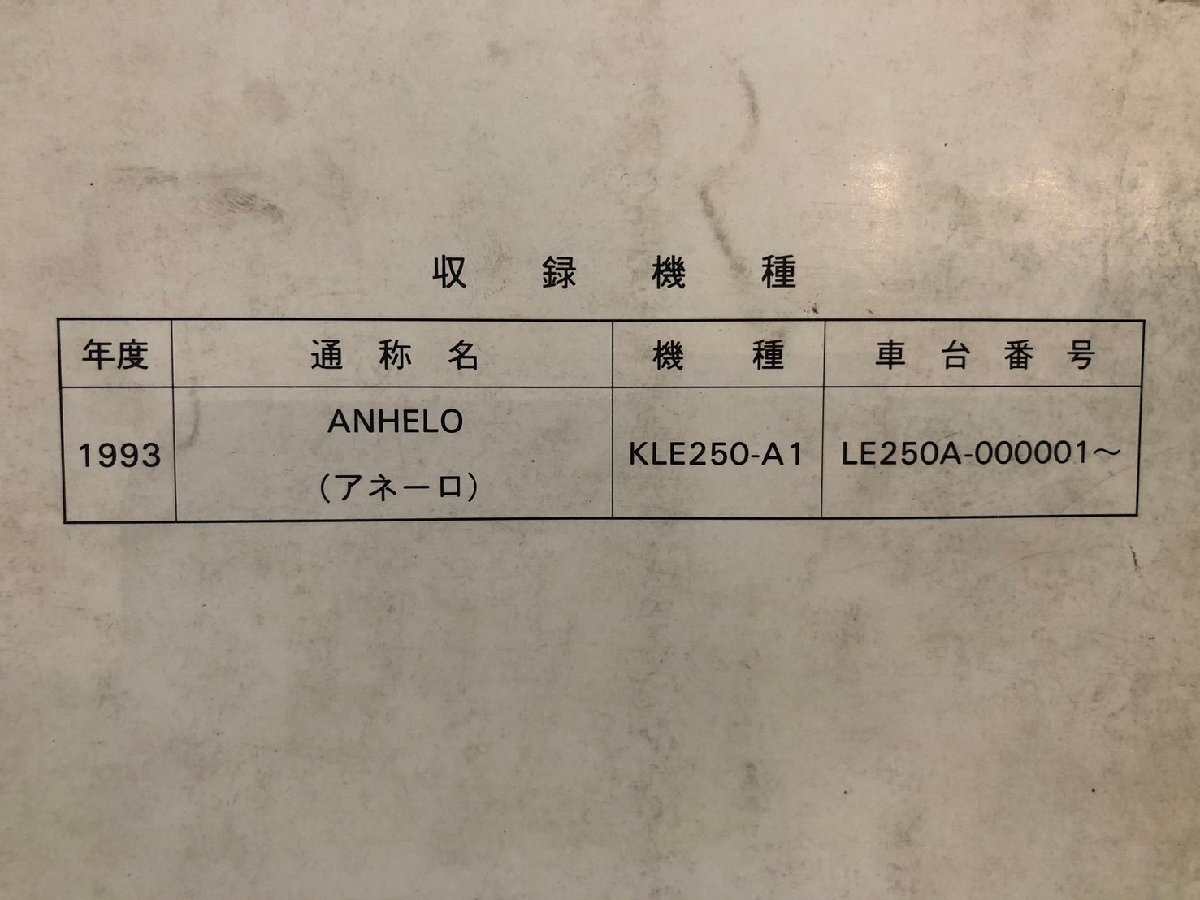 収録機種
年度 通称名 機種 車台番号
1993 ANHELO (アネーロ) KLE250-A1 LE250A-000001～